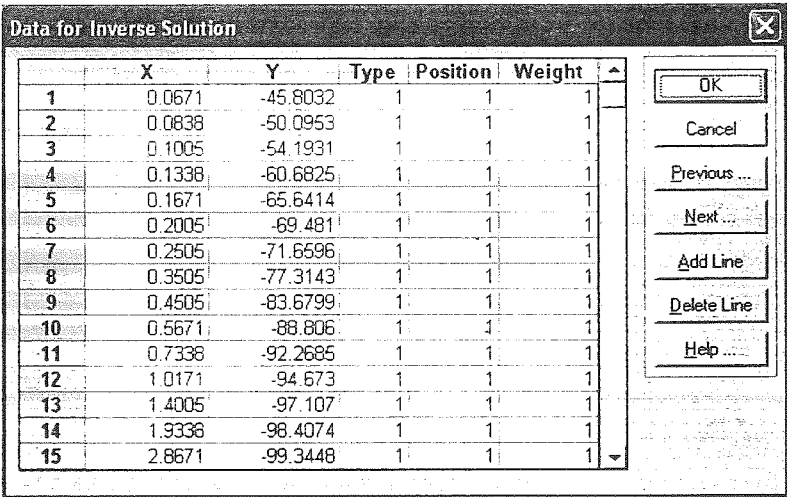 Data for Inverse Solution
X Y Type Position Weight
1 0.0671 -45.8032 1 1 1
2 0.0838 -50.0953 1 1 1
3 0.1005 -54.1931 1 1 1
4 0.1338 -60.6825 1 1 1
5 0.1671 -65.6414 1 1 1
6 0.2005 -69.481 1 1 1
7 0.2505 -71.6596 1 1 1
8 0.3505 -77.3143 1 1 1
9 0.4505 -83.6799 1 1 1
10 0.5671 -88.806 1 1 1
11 0.7338 -92.2685 1 1 1
12 1.0171 -94.673 1 1 1
13 1.4005 -97.107 1 1 1
14 1.9338 -98.4074 1 1 1
15 2.8671 -99.3448 1 1 1
OK
Cancel
Previous ...
Next ...
Add Line
Delete Line
Help ...